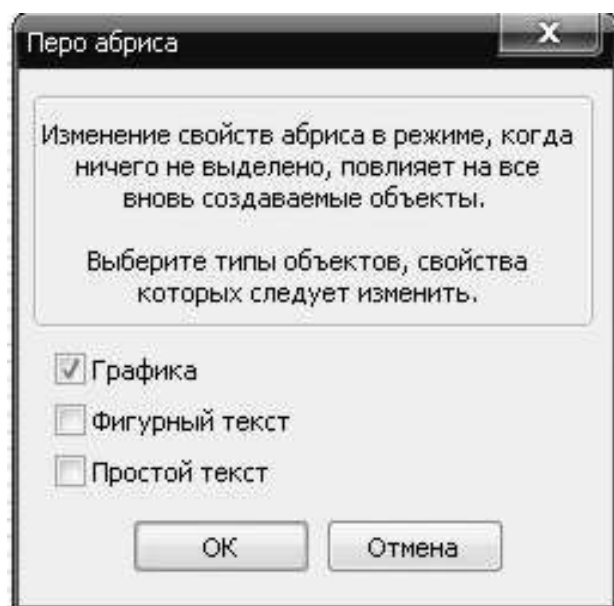 Перо абриса
Изменение свойств абриса в режиме, когда
ничего не выделено, повлияет на все
вновь создаваемые объекты.
Выберите типы объектов, свойства
которых следует изменить.
Графика
Фигурный текст
Простой текст
ОК
Отмена